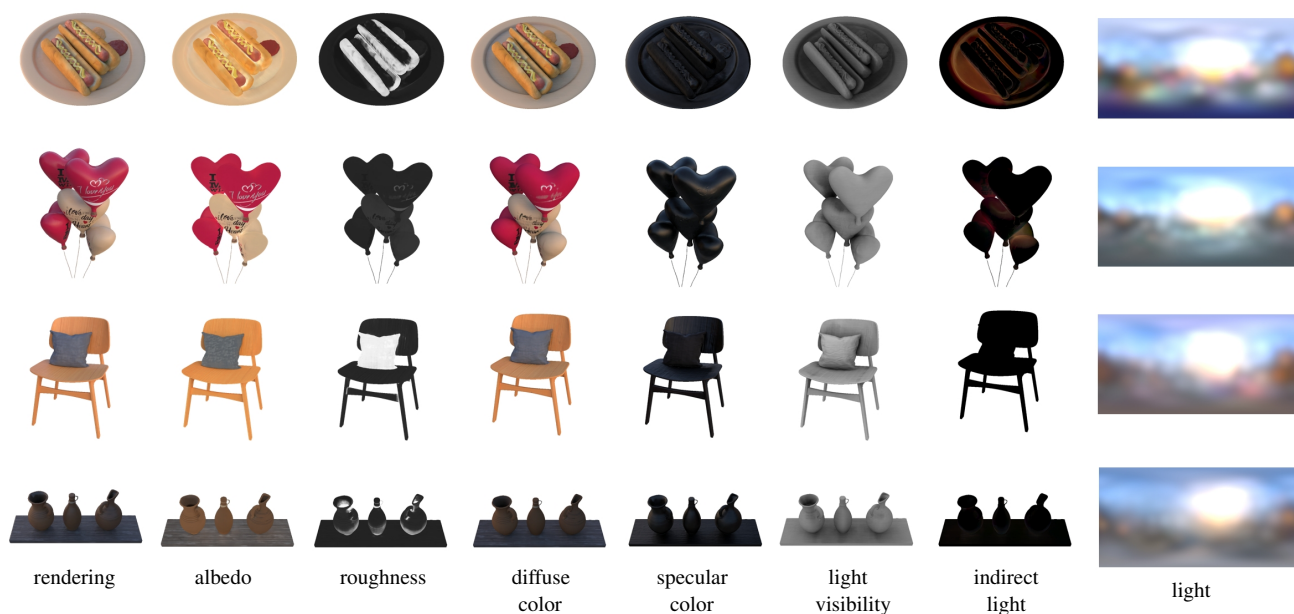 rendering
albedo
roughness
diffuse
color
specular
color
light
visibility
indirect
light
light